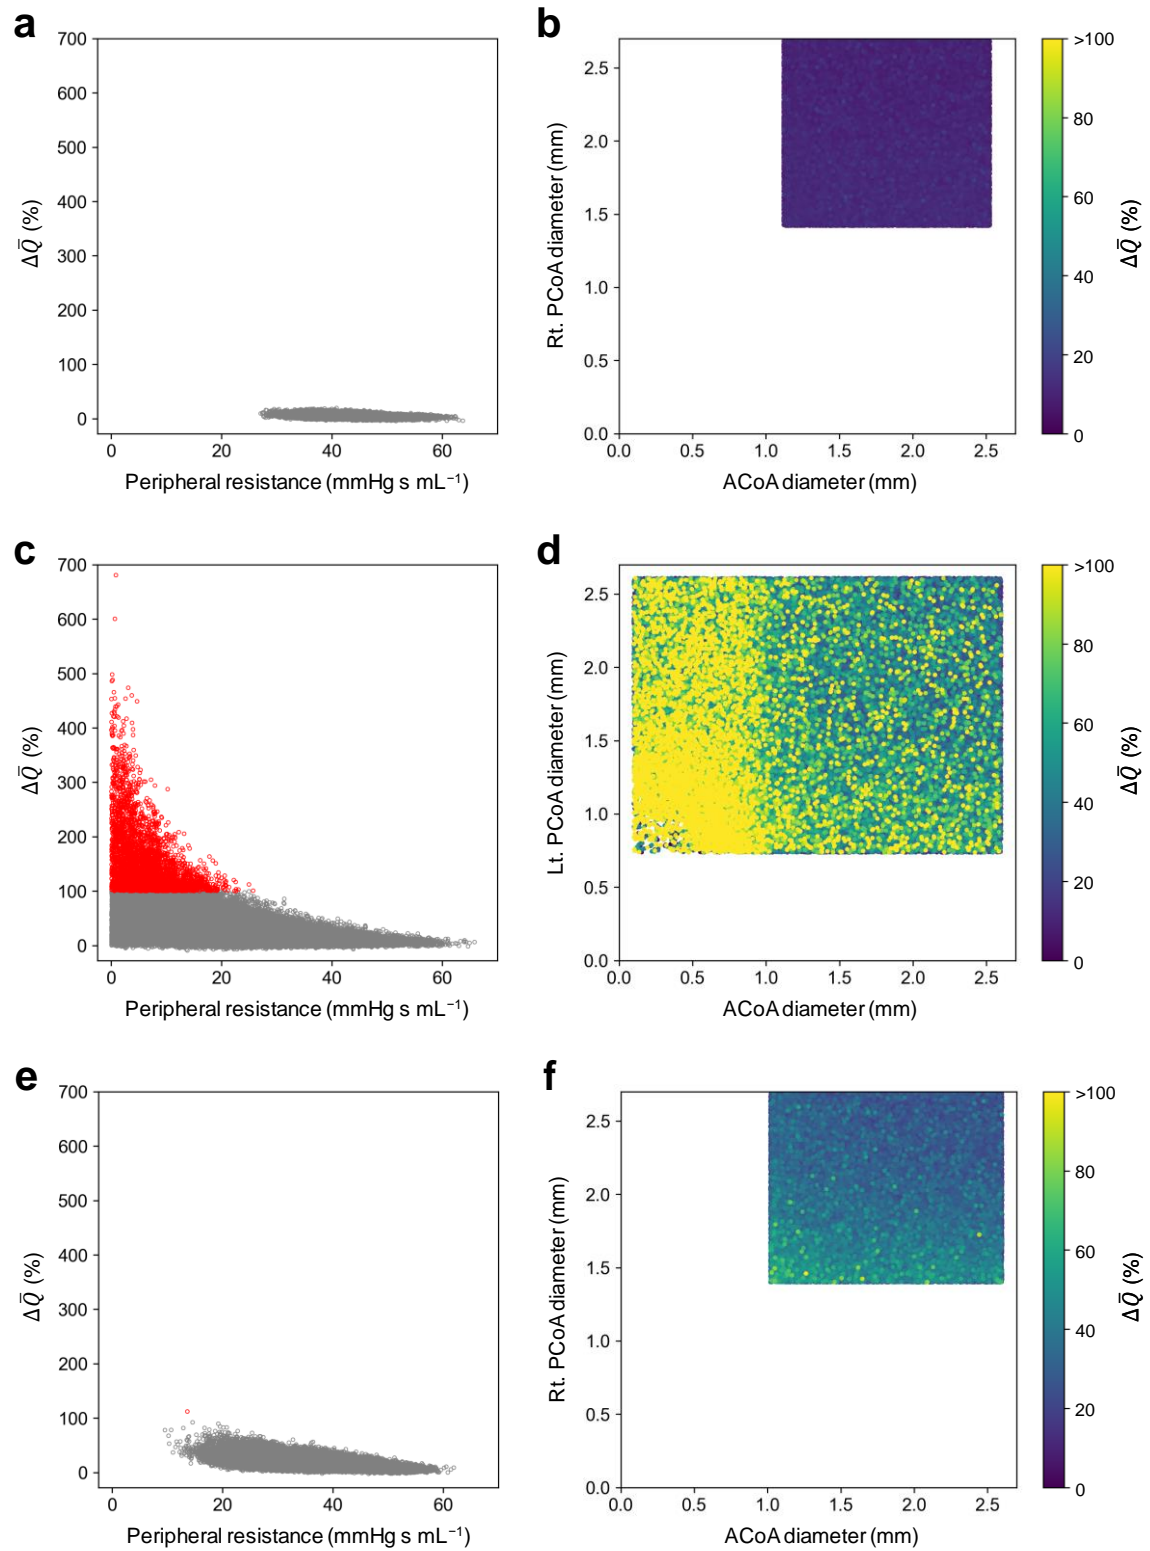 a
700
600
500
400
300
200
100
0
0 20 40 60
ΔQ̄ (%)
Peripheral resistance (mmHg s mL⁻¹)
b
2.5
2.0
1.5
1.0
0.5
0.0
0.0 0.5 1.0 1.5 2.0 2.5
Rt. PCoA diameter (mm)
ACoA diameter (mm)
>100
80
60
40
20
0
ΔQ̄ (%)
c
700
600
500
400
300
200
100
0
0 20 40 60
ΔQ̄ (%)
Peripheral resistance (mmHg s mL⁻¹)
d
2.5
2.0
1.5
1.0
0.5
0.0
0.0 0.5 1.0 1.5 2.0 2.5
Lt. PCoA diameter (mm)
ACoA diameter (mm)
>100
80
60
40
20
0
ΔQ̄ (%)
e
700
600
500
400
300
200
100
0
0 20 40 60
ΔQ̄ (%)
Peripheral resistance (mmHg s mL⁻¹)
f
2.5
2.0
1.5
1.0
0.5
0.0
0.0 0.5 1.0 1.5 2.0 2.5
Rt. PCoA diameter (mm)
ACoA diameter (mm)
>100
80
60
40
20
0
ΔQ̄ (%)